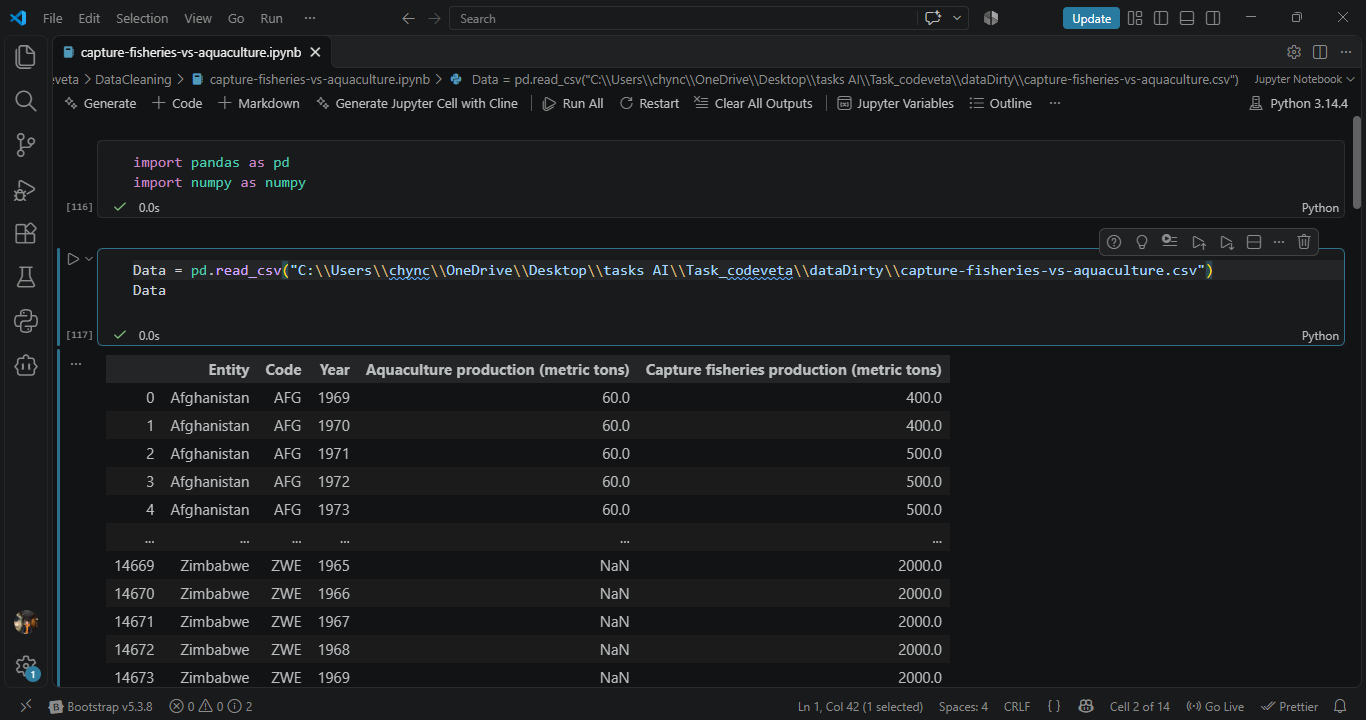 File Edit Selection View Go Run ··· Search Update
capture-fisheries-vs-aquaculture.ipynb
veta > DataCleaning > capture-fisheries-vs-aquaculture.ipynb > Data = pd.read_csv("C:\\Users\\chync\\OneDrive\\Desktop\\tasks AI\\Task_codeveta\\dataDirty\\capture-fisheries-vs-aquaculture.csv") Jupyter Notebook
Generate + Code + Markdown Generate Jupyter Cell with Cline Run All Restart Clear All Outputs Jupyter Variables Outline ··· Python 3.14.4
import pandas as pd
import numpy as numpy
[116] 0.0s Python
Data = pd.read_csv("C:\\Users\\chync\\OneDrive\\Desktop\\tasks AI\\Task_codeveta\\dataDirty\\capture-fisheries-vs-aquaculture.csv")
Data
[117] 0.0s Python
Entity Code Year Aquaculture production (metric tons) Capture fisheries production (metric tons)
0 Afghanistan AFG 1969 60.0 400.0
1 Afghanistan AFG 1970 60.0 400.0
2 Afghanistan AFG 1971 60.0 500.0
3 Afghanistan AFG 1972 60.0 500.0
4 Afghanistan AFG 1973 60.0 500.0
... ... ... ... ... ...
14669 Zimbabwe ZWE 1965 NaN 2000.0
14670 Zimbabwe ZWE 1966 NaN 2000.0
14671 Zimbabwe ZWE 1967 NaN 2000.0
14672 Zimbabwe ZWE 1968 NaN 2000.0
14673 Zimbabwe ZWE 1969 NaN 2000.0
1
Bootstrap v5.3.8 0 0 2 Ln 1, Col 42 (1 selected) Spaces: 4 CRLF { } Cell 2 of 14 Go Live Prettier